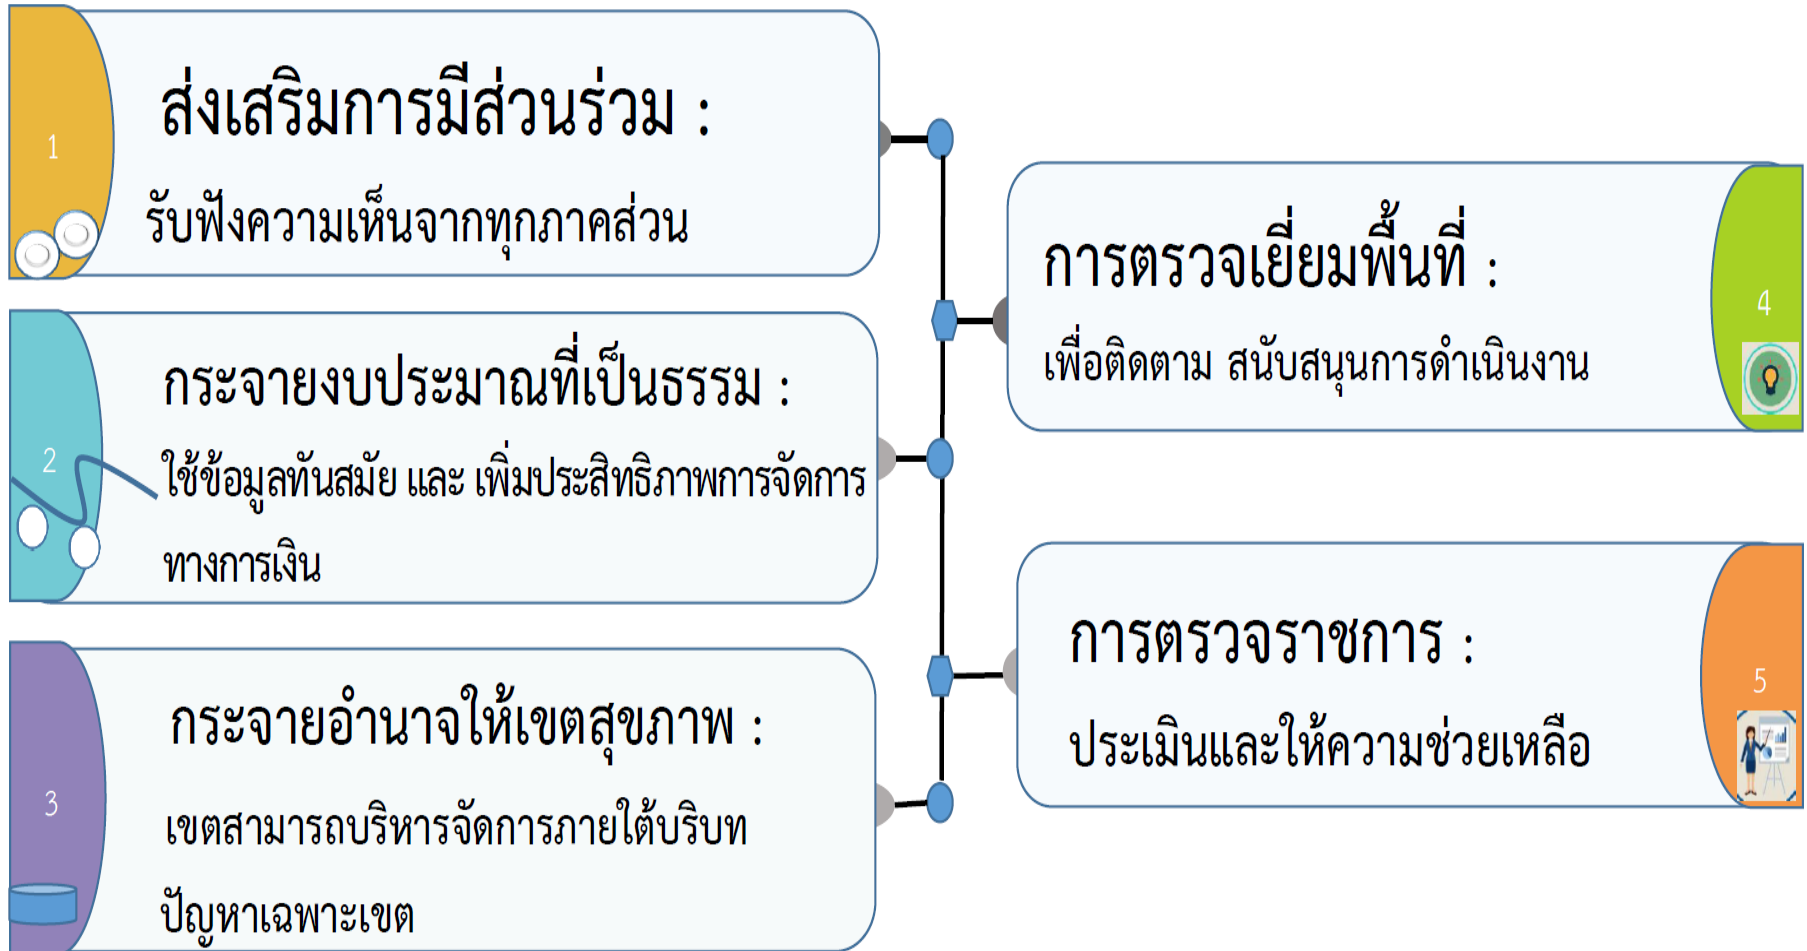 1
ส่งเสริมการมีส่วนร่วม :
รับฟังความเห็นจากทุกภาคส่วน
2
กระจายงบประมาณที่เป็นธรรม :
ใช้ข้อมูลทันสมัย และ เพิ่มประสิทธิภาพการจัดการ
ทางการเงิน
3
กระจายอำนาจให้เขตสุขภาพ :
เขตสามารถบริหารจัดการภายใต้บริบท
ปัญหาเฉพาะเขต
4
การตรวจเยี่ยมพื้นที่ :
เพื่อติดตาม สนับสนุนการดำเนินงาน
5
การตรวจราชการ :
ประเมินและให้ความช่วยเหลือ